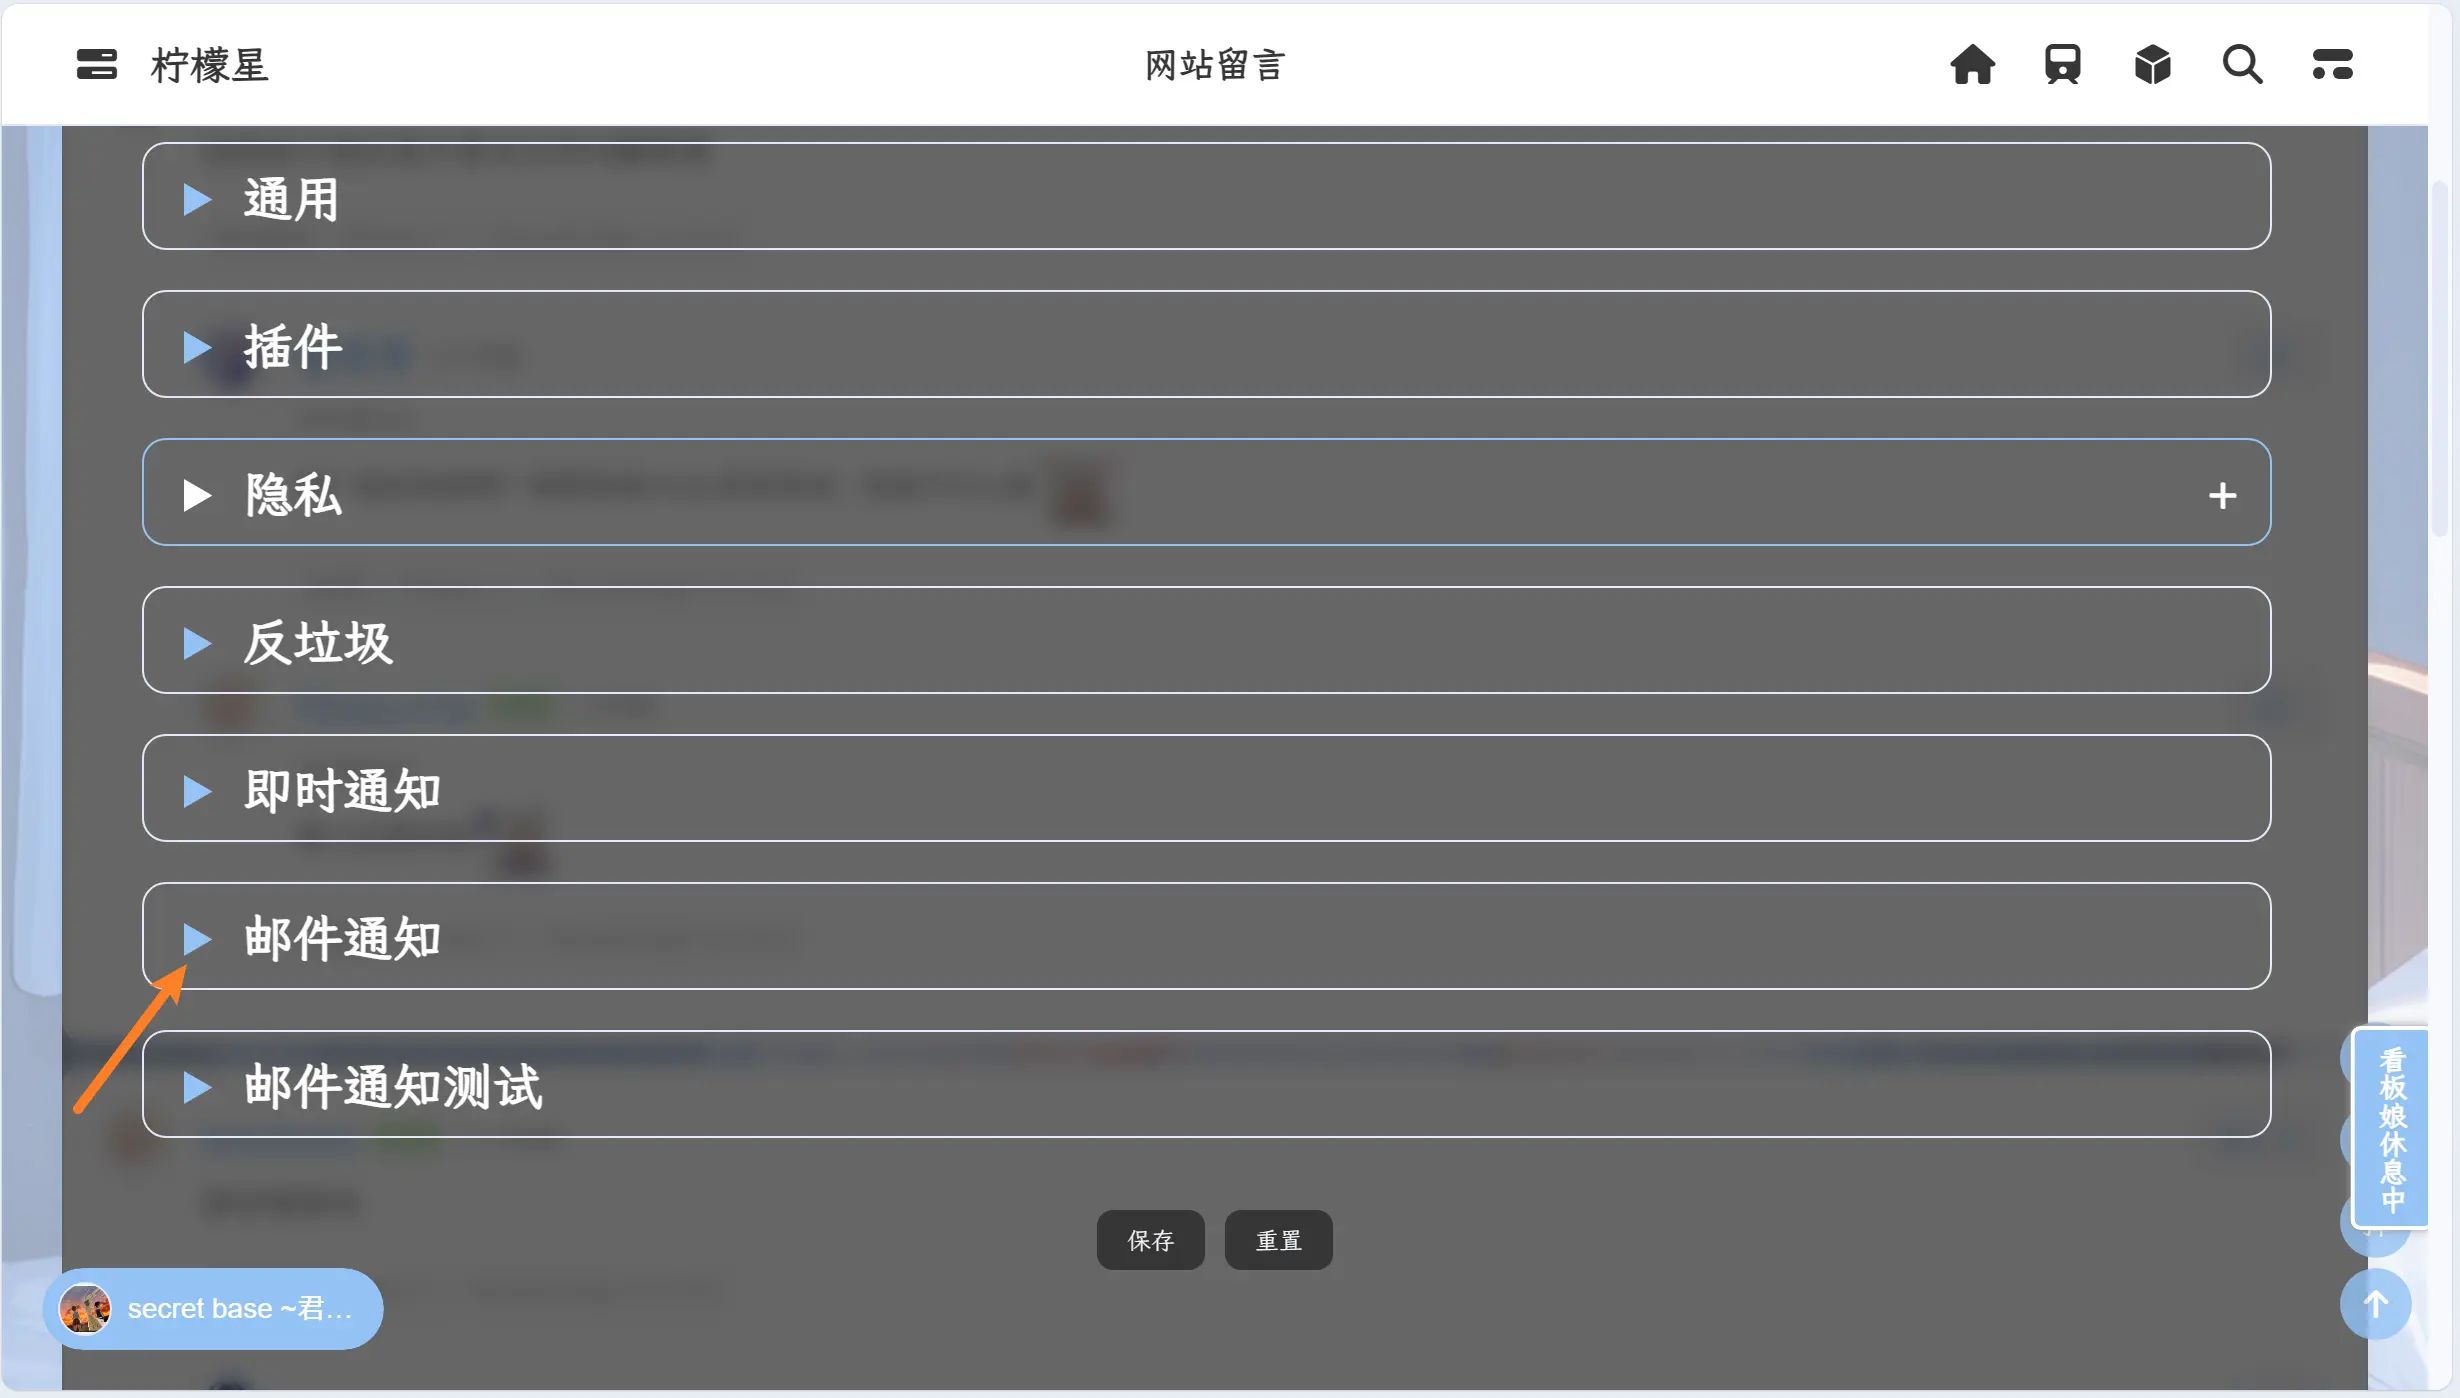 柠檬星
网站留言
通用
插件
隐私
反垃圾
即时通知
邮件通知
邮件通知测试
保存
重置
看板娘休息中
secret base ~君…